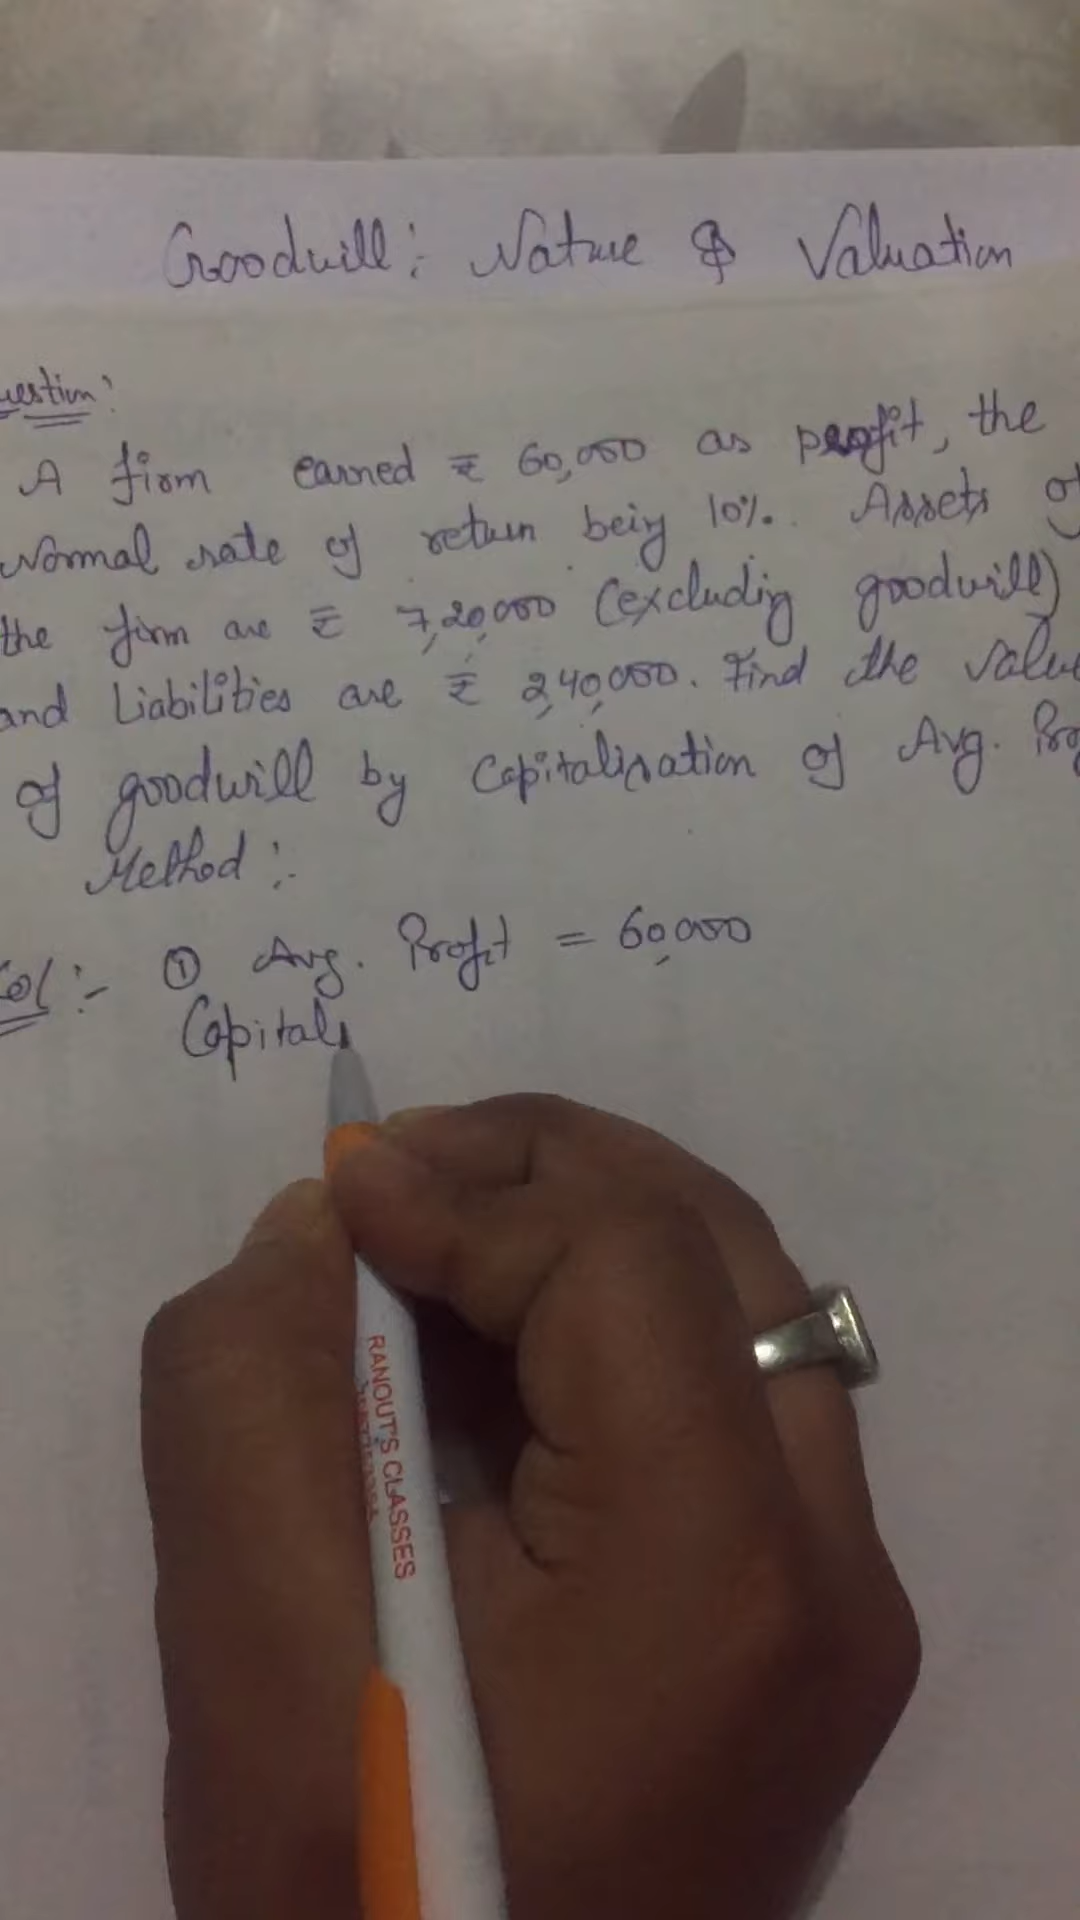 Goodwill: Nature & Valuation
uestion:
A firm earned ₹ 60,000 as profit, the
Normal rate of return being 10%. Assets of
the firm are ₹ 7,20,000 (excluding goodwill)
and Liabilities are ₹ 2,40,000. Find the value
of goodwill by Capitalisation of Avg. Pro
Method :-
Sol :- ① Avg. Profit = 60,000
Capital
RANOUT'S CLASSES